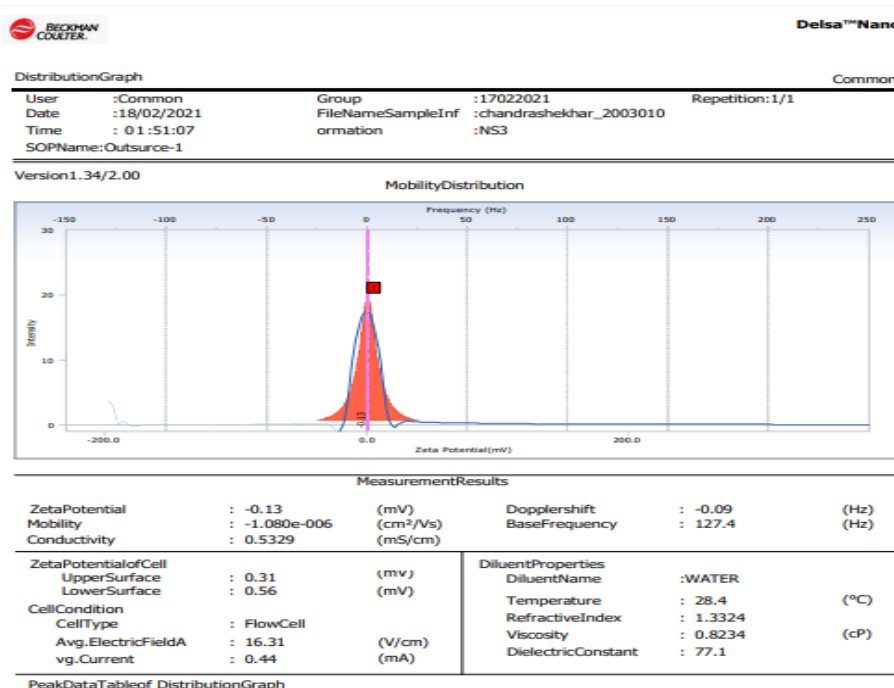 BECKMAN
COULTER.
Delsa™Nano
DistributionGraph
Common
User :Common Group :17022021 Repetition:1/1
Date :18/02/2021 FileNameSampleInf :chandrashekhar_2003010
Time : 01:51:07 ormation :NS3
SOPName:Outsurce-1
Version1.34/2.00
MobilityDistribution
Frequency (Hz)
-150 -100 -50 0 50 100 150 200 250
30
20
10
0
Intensity
1
-0.13
-200.0 0.0 200.0
Zeta Potential(mV)
MeasurementResults
ZetaPotential : -0.13 (mV) Dopplershift : -0.09 (Hz)
Mobility : -1.080e-006 (cm²/Vs) BaseFrequency : 127.4 (Hz)
Conductivity : 0.5329 (mS/cm)
ZetaPotentialofCell (mV) DiluentProperties
UpperSurface : 0.31 DiluentName :WATER
LowerSurface : 0.56 (mV)
Temperature : 28.4 (°C)
CellCondition
RefractiveIndex : 1.3324
CellType : FlowCell
Viscosity : 0.8234 (cP)
Avg.ElectricFieldA : 16.31 (V/cm)
DielectricConstant : 77.1
vg.Current : 0.44 (mA)
PeakDataTableof DistributionGraph